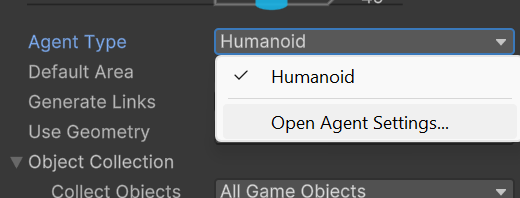 Agent Type Humanoid
Default Area Humanoid
Generate Links
Use Geometry Open Agent Settings...
Object Collection
Collect Objects All Game Objects